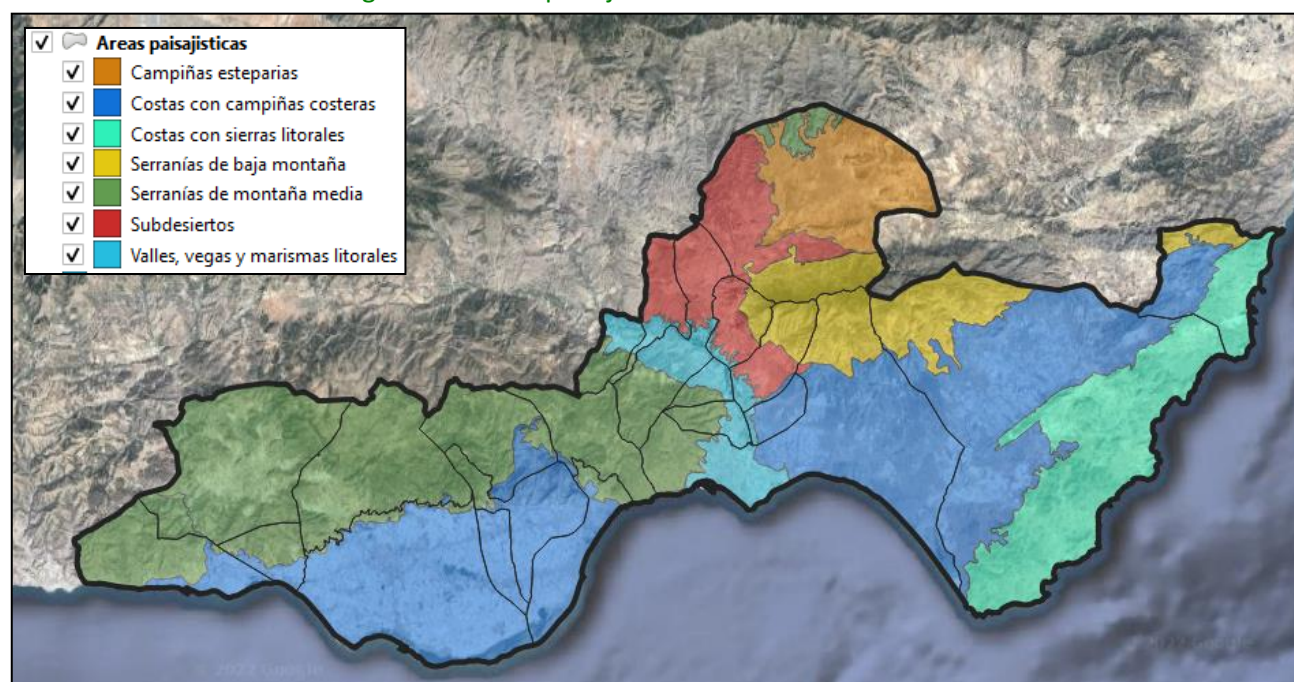 Areas paisajisticas
Campiñas esteparias
Costas con campiñas costeras
Costas con sierras litorales
Serranías de baja montaña
Serranías de montaña media
Subdesiertos
Valles, vegas y marismas litorales